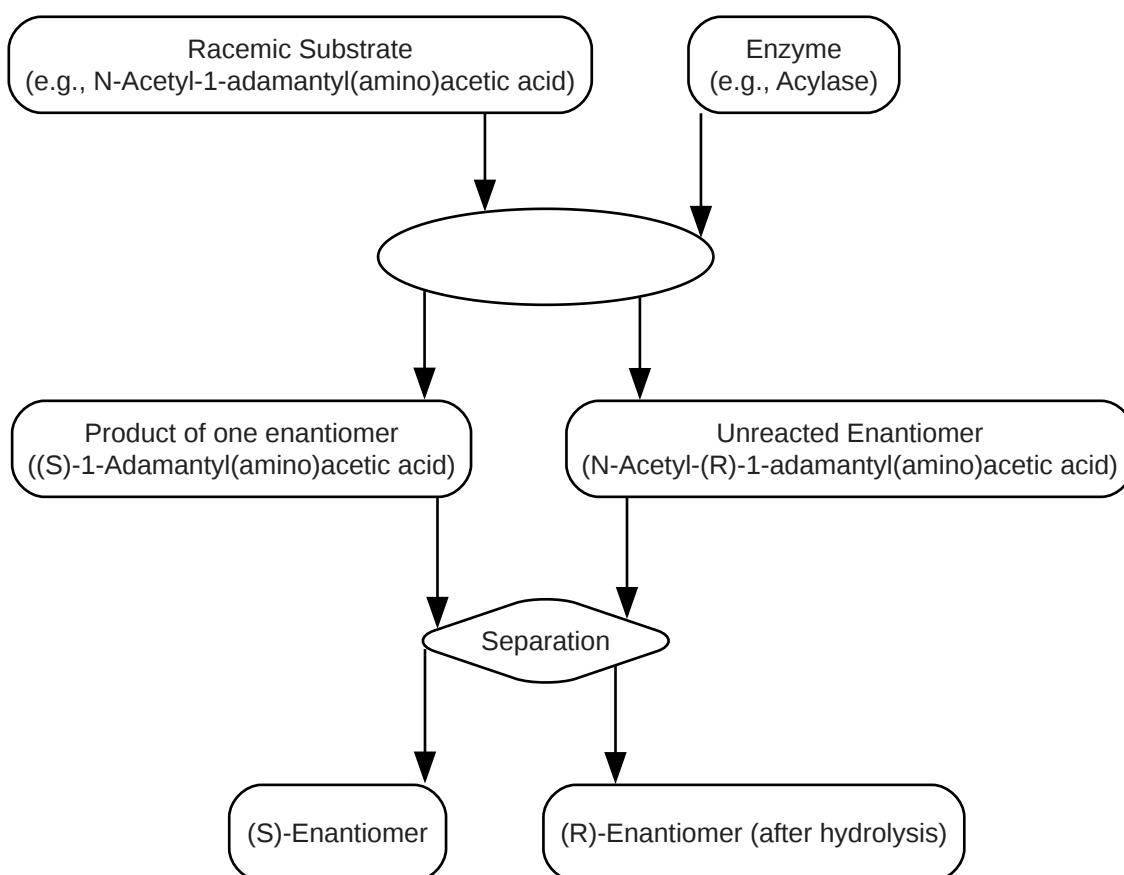 Racemic Substrate
(e.g., N-Acetyl-1-adamantyl(amino)acetic acid)
Enzyme
(e.g., Acylase)
Product of one enantiomer
((S)-1-Adamantyl(amino)acetic acid)
Unreacted Enantiomer
(N-Acetyl-(R)-1-adamantyl(amino)acetic acid)
Separation
(S)-Enantiomer
(R)-Enantiomer (after hydrolysis)